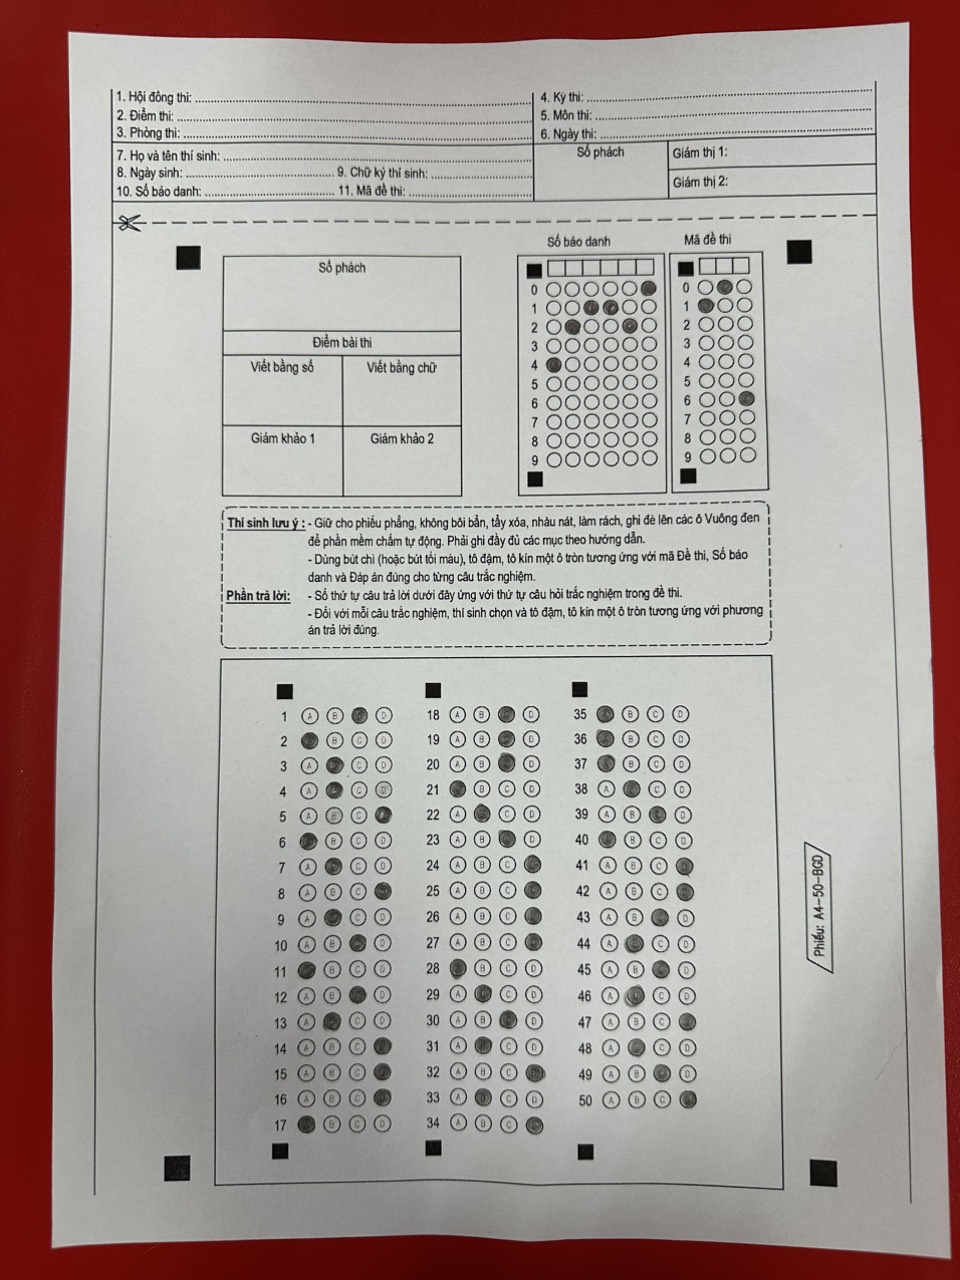 1. Hội đồng thi:
2. Điểm thi:
3. Phòng thi:
4. Kỳ thi:
5. Môn thi:
6. Ngày thi:
7. Họ và tên thí sinh:
8. Ngày sinh: 9. Chữ ký thí sinh:
10. Số báo danh: 11. Mã đề thi:
Số phách
Giám thị 1:
Giám thị 2:
Số phách
Điểm bài thi
Viết bằng số Viết bằng chữ
Giám khảo 1 Giám khảo 2
Số báo danh
0
1
2
3
4
5
6
7
8
9
Mã đề thi
0
1
2
3
4
5
6
7
8
9
Thí sinh lưu ý : - Giữ cho phiếu phẳng, không bôi bẩn, tẩy xóa, nhàu nát, làm rách, ghi đè lên các ô Vuông đen
để phần mềm chấm tự động. Phải ghi đầy đủ các mục theo hướng dẫn.
- Dùng bút chì (hoặc bút tối màu), tô đậm, tô kín một ô tròn tương ứng với mã Đề thi, Số báo
danh và Đáp án đúng cho từng câu trắc nghiệm.
Phần trả lời: - Số thứ tự câu trả lời dưới đây ứng với thứ tự câu hỏi trắc nghiệm trong đề thi.
- Đối với mỗi câu trắc nghiệm, thí sinh chọn và tô đậm, tô kín một ô tròn tương ứng với phương
án trả lời đúng.
1 A B D
2 B C D
3 A C D
4 A C D
5 A B C
6 B C D
7 A C D
8 A B C
9 A C D
10 A B D
11 B C D
12 A B D
13 A C D
14 A B C
15 A B C
16 A B C
17 B C D
18 A B D
19 A B D
20 A B D
21 B C D
22 A C D
23 A B D
24 A B C
25 A B C
26 A B C
27 A B C
28 B C D
29 A C D
30 A B D
31 A C D
32 A B C
33 A C D
34 A B C
35 B C D
36 B C D
37 B C D
38 A C D
39 A B D
40 B C D
41 A B C
42 A B C
43 A B D
44 A C D
45 A B D
46 A C D
47 A B C
48 A C D
49 A B D
50 A B C
Phiếu: A4-50-BGD